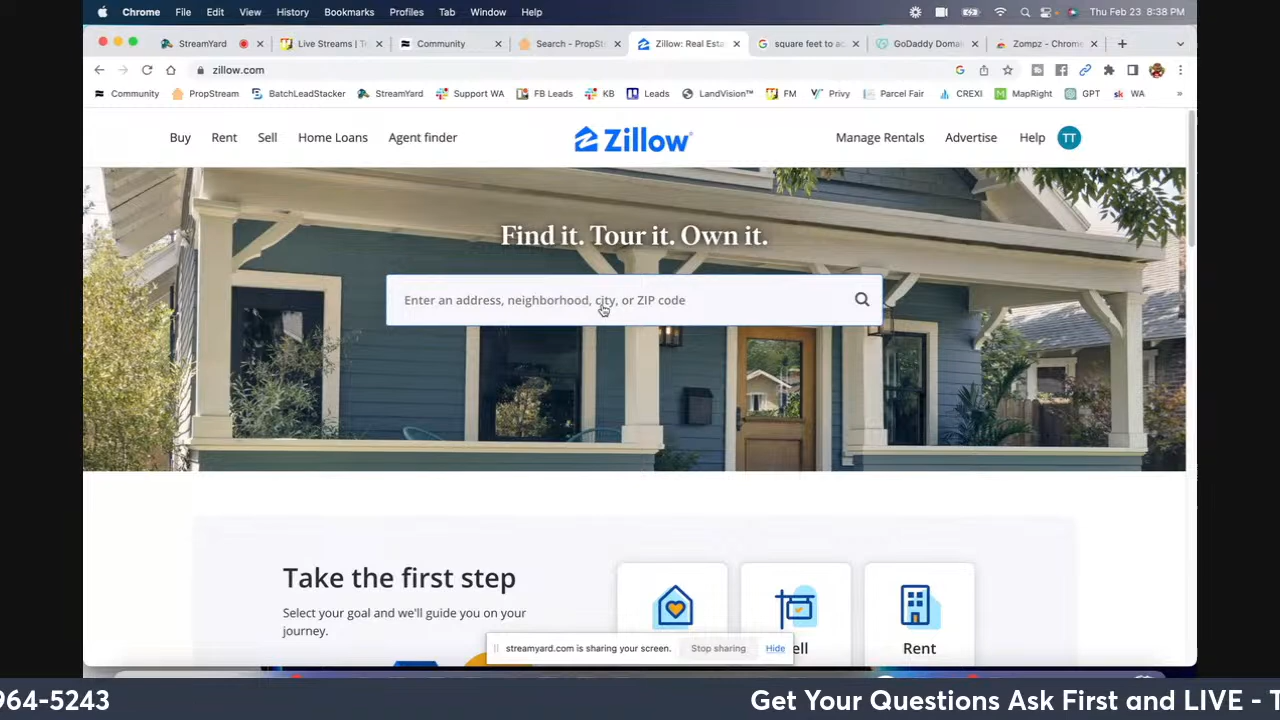 Chrome File Edit View History Bookmarks Profiles Tab Window Help Thu Feb 23 8:38 PM
StreamYard Live Streams | T Community Search - PropSt Zillow: Real Esta square feet to ac GoDaddy Domai Zompz - Chrome
zillow.com
Community PropStream BatchLeadStacker StreamYard Support WA FB Leads KB Leads LandVision™ FM Privy Parcel Fair CREXI MapRight GPT WA »
Buy Rent Sell Home Loans Agent finder Zillow Manage Rentals Advertise Help TT
Find it. Tour it. Own it.
Enter an address, neighborhood, city, or ZIP code
Take the first step
Select your goal and we'll guide you on your
journey.
ell Rent
streamyard.com is sharing your screen. Stop sharing Hide
964-5243 Get Your Questions Ask First and LIVE - T